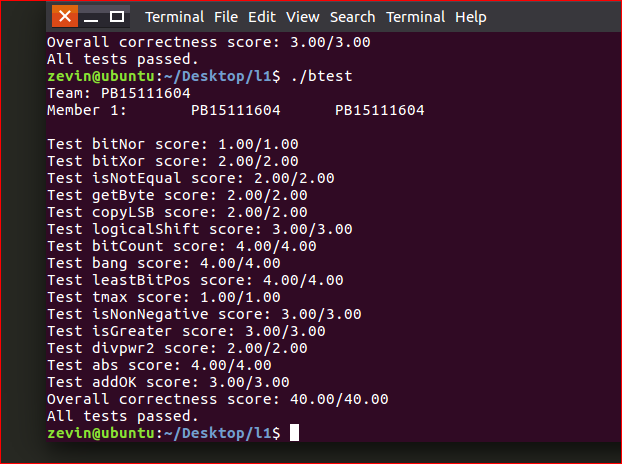 Terminal File Edit View Search Terminal Help
Overall correctness score: 3.00/3.00
All tests passed.
zevin@ubuntu:~/Desktop/l1$ ./btest
Team: PB15111604
Member 1: PB15111604 PB15111604
Test bitNor score: 1.00/1.00
Test bitXor score: 2.00/2.00
Test isNotEqual score: 2.00/2.00
Test getByte score: 2.00/2.00
Test copyLSB score: 2.00/2.00
Test logicalShift score: 3.00/3.00
Test bitCount score: 4.00/4.00
Test bang score: 4.00/4.00
Test leastBitPos score: 4.00/4.00
Test tmax score: 1.00/1.00
Test isNonNegative score: 3.00/3.00
Test isGreater score: 3.00/3.00
Test divpwr2 score: 2.00/2.00
Test abs score: 4.00/4.00
Test addOK score: 3.00/3.00
Overall correctness score: 40.00/40.00
All tests passed.
zevin@ubuntu:~/Desktop/l1$